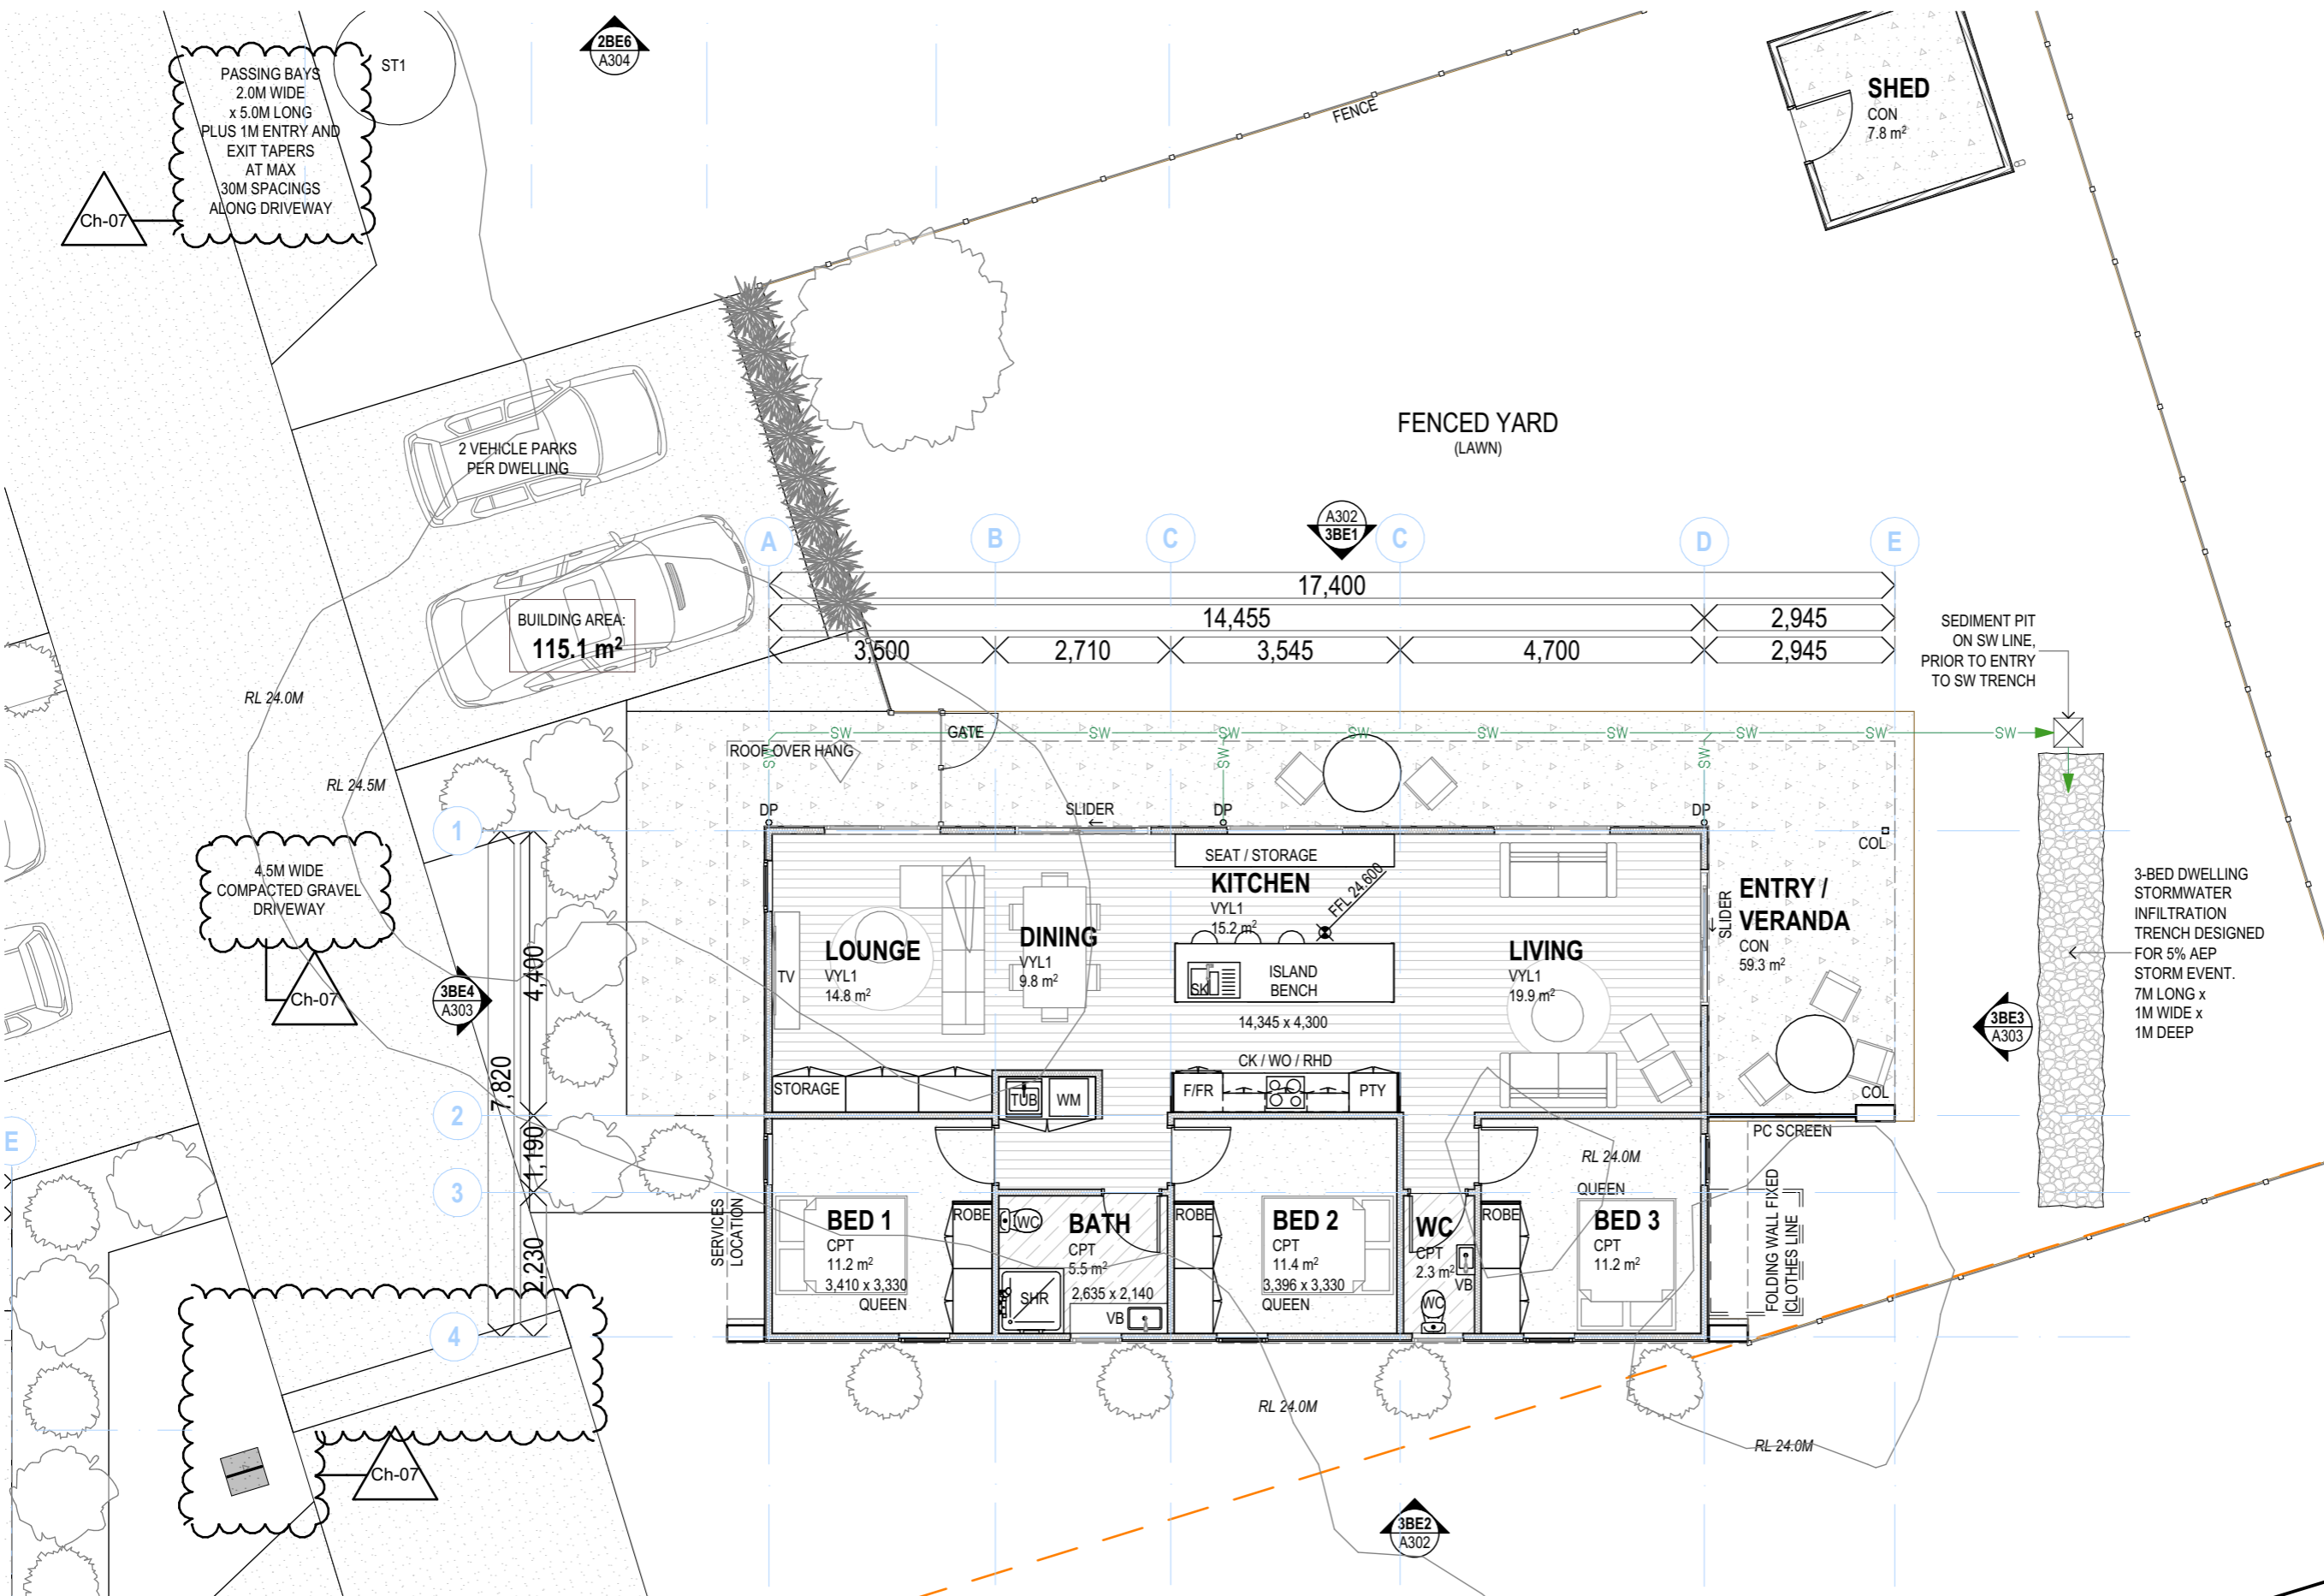 2BE6
A304
ST1
PASSING BAYS
2.0M WIDE
x 5.0M LONG
PLUS 1M ENTRY AND
EXIT TAPERS
AT MAX
30M SPACINGS
ALONG DRIVEWAY
Ch-07
FENCE
SHED
CON
7.8 m²
2 VEHICLE PARKS
PER DWELLING
FENCED YARD
(LAWN)
A302
3BE1
A
B
C
C
D
E
17,400
14,455
2,945
3,500
2,710
3,545
4,700
2,945
BUILDING AREA:
115.1 m²
SEDIMENT PIT
ON SW LINE,
PRIOR TO ENTRY
TO SW TRENCH
RL 24.0M
RL 24.5M
SW
SW
SW
SW
SW
SW
SW
SW
SW
SW
SW
SW
SW
GATE
ROOF OVER HANG
DP
DP
DP
SLIDER
COL
1
2
3
4
E
4,400
7,820
1,190
2,230
4.5M WIDE
COMPACTED GRAVEL
DRIVEWAY
Ch-07
3BE4
A303
SEAT / STORAGE
KITCHEN
VYL1
15.2 m²
FFL 24.600
LOUNGE
VYL1
14.8 m²
TV
DINING
VYL1
9.8 m²
SK
ISLAND
BENCH
14,345 x 4,300
LIVING
VYL1
19.9 m²
SLIDER
ENTRY /
VERANDA
CON
59.3 m²
3BE3
A303
3-BED DWELLING
STORMWATER
INFILTRATION
TRENCH DESIGNED
FOR 5% AEP
STORM EVENT.
7M LONG x
1M WIDE x
1M DEEP
STORAGE
TUB
WM
CK / WO / RHD
F/FR
PTY
COL
PC SCREEN
SERVICES
LOCATION
BED 1
CPT
11.2 m²
3,410 x 3,330
QUEEN
ROBE
WC
BATH
CPT
5.5 m²
2,635 x 2,140
SHR
VB
ROBE
BED 2
CPT
11.4 m²
3,396 x 3,330
QUEEN
WC
CPT
2.3 m²
VB
WC
ROBE
RL 24.0M
QUEEN
BED 3
CPT
11.2 m²
FOLDING WALL FIXED
CLOTHES LINE
RL 24.0M
RL 24.0M
Ch-07
3BE2
A302